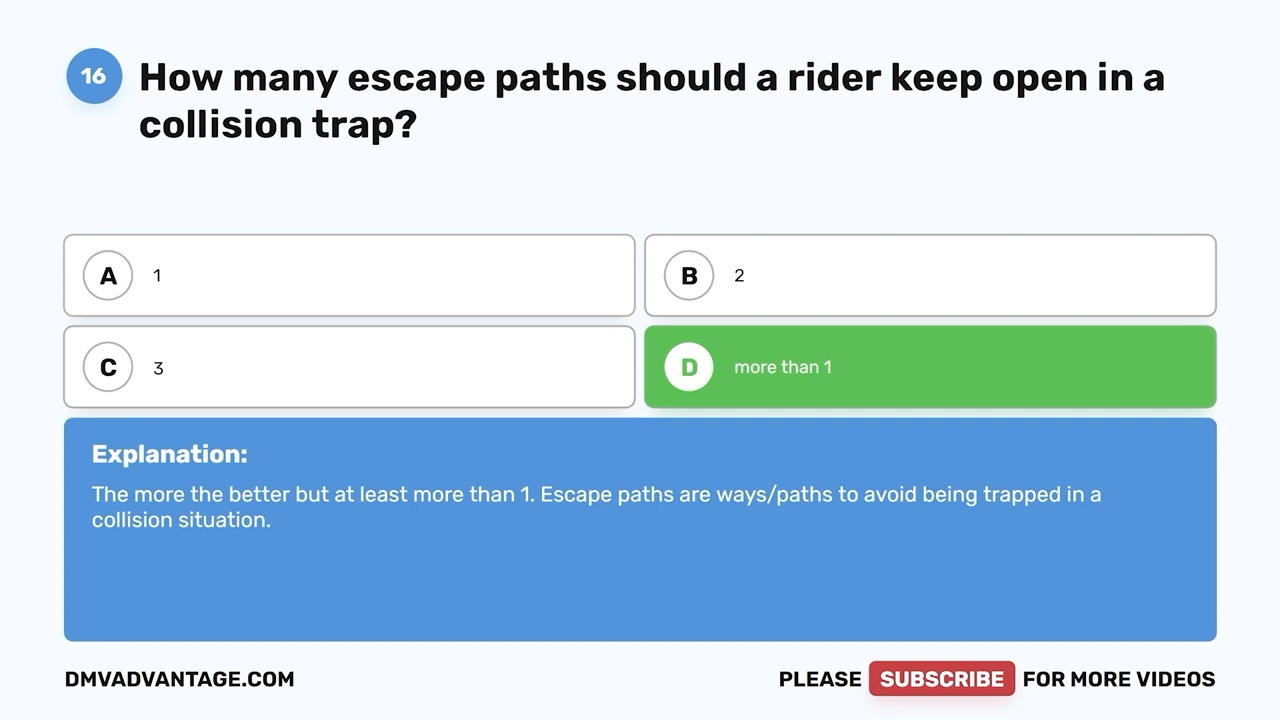 16
How many escape paths should a rider keep open in a
collision trap?
A 1
B 2
C 3
D more than 1
Explanation:
The more the better but at least more than 1. Escape paths are ways/paths to avoid being trapped in a
collision situation.
DMVADVANTAGE.COM
PLEASE SUBSCRIBE FOR MORE VIDEOS